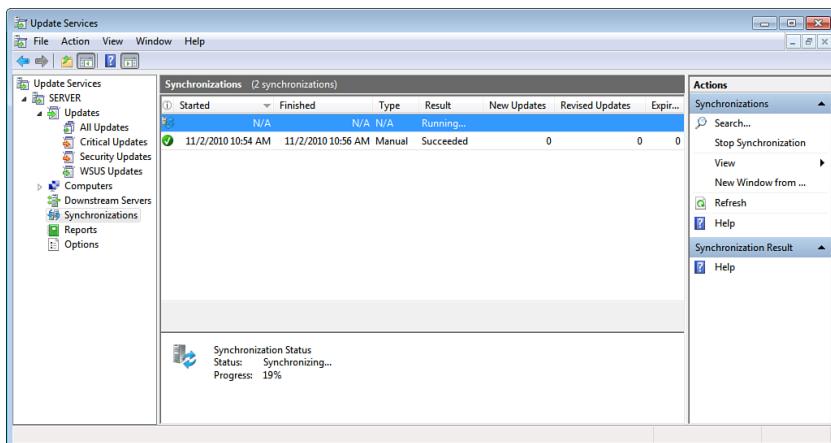 Update Services
File Action View Window Help
Update Services
SERVER
Updates
All Updates
Critical Updates
Security Updates
WSUS Updates
Computers
Downstream Servers
Synchronizations
Reports
Options
Synchronizations (2 synchronizations)
Started Finished Type Result New Updates Revised Updates Expir...
N/A N/A N/A Running...
11/2/2010 10:54 AM 11/2/2010 10:56 AM Manual Succeeded 0 0 0
Synchronization Status
Status: Synchronizing...
Progress: 19%
Actions
Synchronizations
Search...
Stop Synchronization
View
New Window from ...
Refresh
Help
Synchronization Result
Help